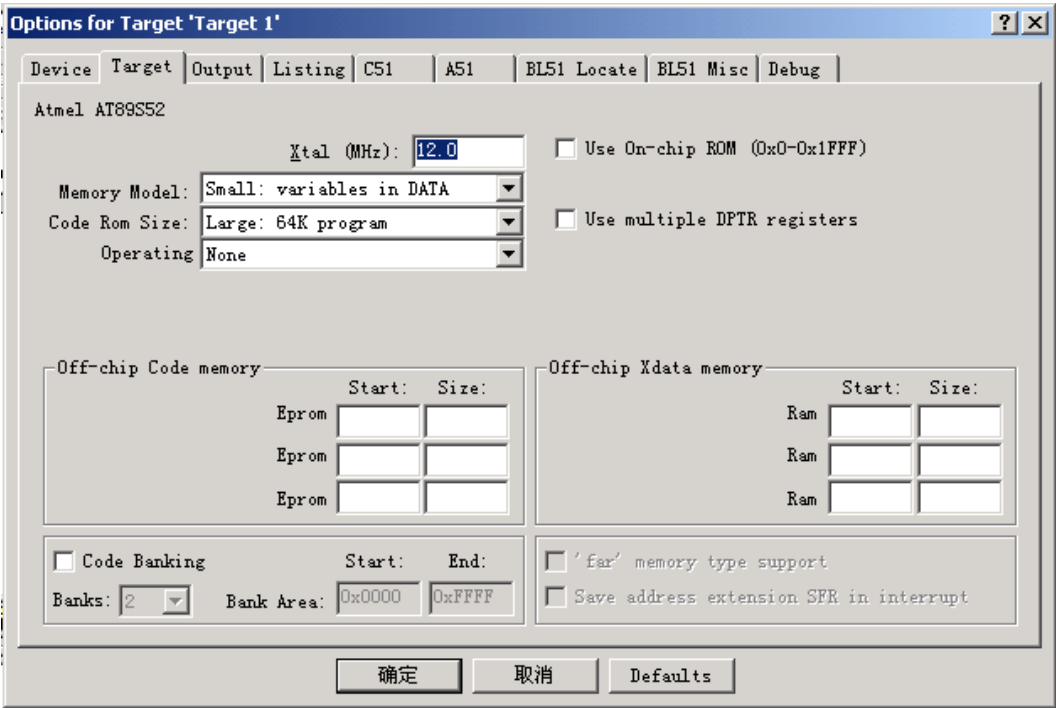 Options for Target 'Target 1'
Device Target Output Listing C51 A51 BL51 Locate BL51 Misc Debug
Atmel AT89S52
Xtal (MHz): 12.0 Use On-chip ROM (0x0-0x1FFF)
Memory Model: Small: variables in DATA
Code Rom Size: Large: 64K program Use multiple DPTR registers
Operating None
Off-chip Code memory
Start: Size:
Eprom
Eprom
Eprom
Off-chip Xdata memory
Start: Size:
Ram
Ram
Ram
Code Banking Start: End:
Banks: 2 Bank Area: 0x0000 0xFFFF
'far' memory type support
Save address extension SFR in interrupt
确定 取消 Defaults